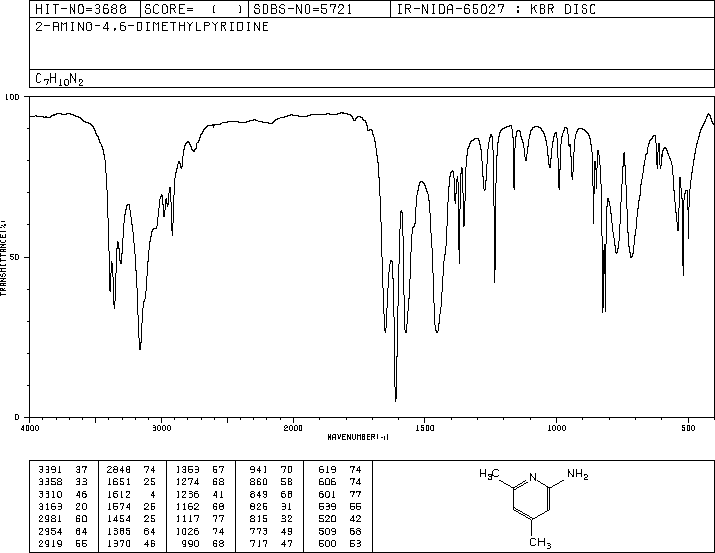 HIT-NO=3688 SCORE= ( ) SDBS-NO=5721 IR-NIDA-65027 : KBR DISC
2-AMINO-4,6-DIMETHYLPYRIDINE
C7H10N2
100
50
0
TRANSMITTANCE(%)
4000 3000 2000 1500 1000 500
WAVENUMBER(-1)
3391 37 2848 74 1363 57 941 70 619 74
3358 33 1651 25 1274 68 860 58 606 74
3310 46 1612 4 1236 41 849 68 601 77
3163 20 1574 26 1162 68 826 31 539 55
2981 60 1454 25 1117 77 815 32 520 42
2954 64 1385 64 1026 74 773 49 509 58
2919 55 1370 46 990 68 717 47 500 53
H3C N NH2
CH3